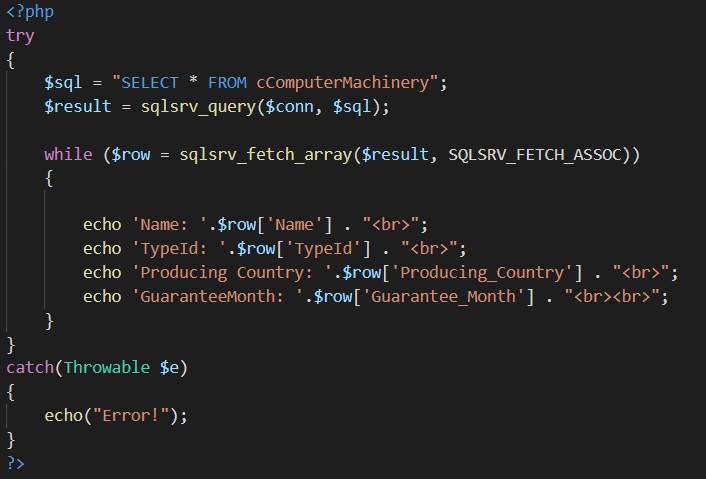 <?php
try
{
    $sql = "SELECT * FROM cComputerMachinery";
    $result = sqlsrv_query($conn, $sql);

    while ($row = sqlsrv_fetch_array($result, SQLSRV_FETCH_ASSOC))
    {

        echo 'Name: '.$row['Name'] . "<br>";
        echo 'TypeId: '.$row['TypeId'] . "<br>";
        echo 'Producing Country: '.$row['Producing_Country'] . "<br>";
        echo 'GuaranteeMonth: '.$row['Guarantee_Month'] . "<br><br>";
    }
}
catch(Throwable $e)
{
    echo("Error!");
}
?>